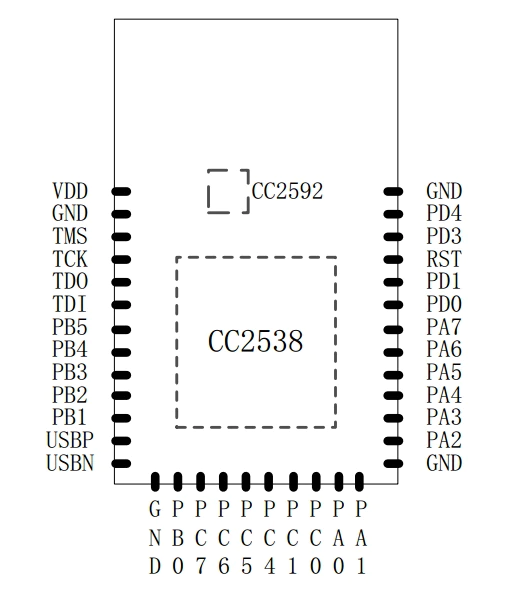 CC2592
VDD GND
GND PD4
TMS PD3
TCK RST
TDO PD1
TDI PD0
PB5 PA7
PB4 PA6
CC2538
PB3 PA5
PB2 PA4
PB1 PA3
USBP PA2
USBN GND
GND PB0 PC7 PC6 PC5 PC4 PC1 PC0 PA0 PA1